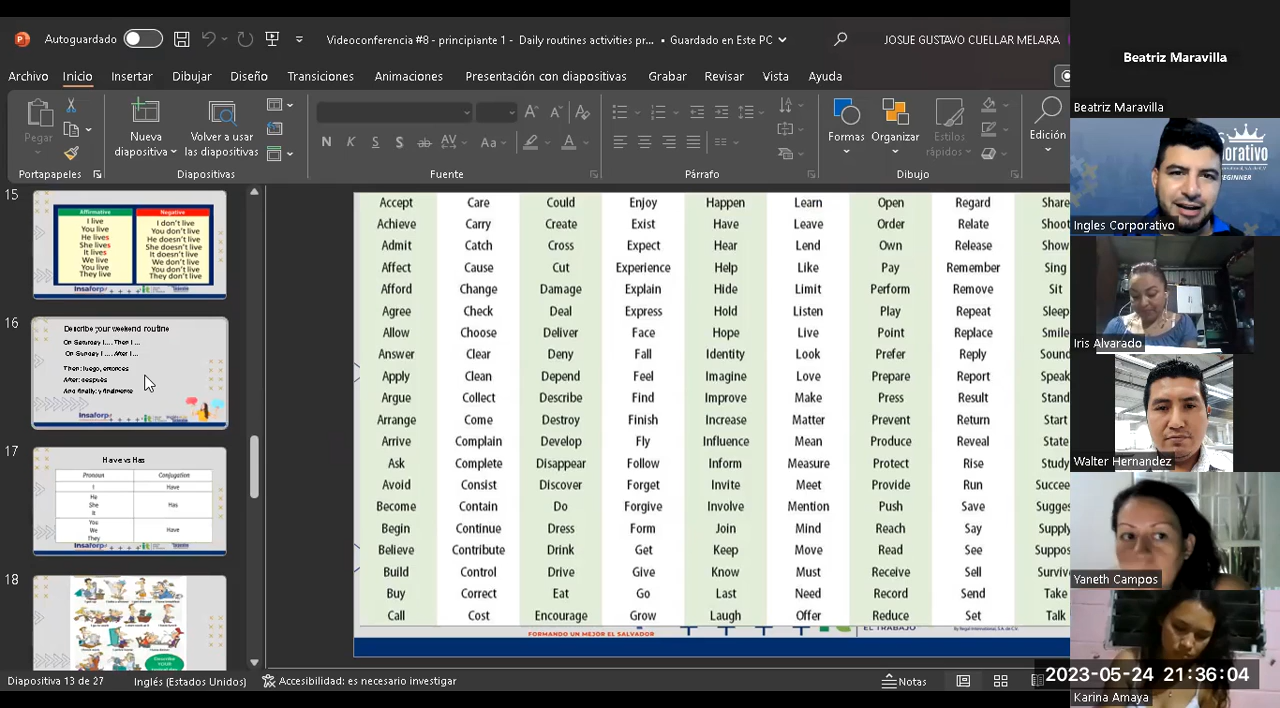 Autoguardado
Videoconferencia #8 - principiante 1 - Daily routines activities pr... • Guardado en Este PC
JOSUE GUSTAVO CUELLAR MELARA
Archivo Inicio Insertar Dibujar Diseño Transiciones Animaciones Presentación con diapositivas Grabar Revisar Vista Ayuda
Pegar
Nueva diapositiva
Volver a usar las diapositivas
N K S S ab AV Aa A
Formas
Organizar
Estilos rápidos
Edición
Portapapeles Diapositivas Fuente Párrafo Dibujo
15
Affirmative Negative
I live I don't live
You live You don't live
He lives He doesn't live
She lives She doesn't live
It lives It doesn't live
We live We don't live
You live You don't live
They live They don't live
Insaforp
16
Describe your weekend routine
On Saturday I .... Then I ...
On Sunday I .... After I ...
Then: luego, entonces
After: después
And finally: y finalmente
Insaforp
17
Have vs Has
Pronoun Conjugation
I Have
He
She Has
It
You
We Have
They
Insaforp
18
Describe YOUR
Accept Care Could Enjoy Happen Learn Open Regard Share
Achieve Carry Create Exist Have Leave Order Relate Shoot
Admit Catch Cross Expect Hear Lend Own Release Show
Affect Cause Cut Experience Help Like Pay Remember Sing
Afford Change Damage Explain Hide Limit Perform Remove Sit
Agree Check Deal Express Hold Listen Play Repeat Sleep
Allow Choose Deliver Face Hope Live Point Replace Smile
Answer Clear Deny Fall Identity Look Prefer Reply Sound
Apply Clean Depend Feel Imagine Love Prepare Report Speak
Argue Collect Describe Find Improve Make Press Result Stand
Arrange Come Destroy Finish Increase Matter Prevent Return Start
Arrive Complain Develop Fly Influence Mean Produce Reveal State
Ask Complete Disappear Follow Inform Measure Protect Rise Study
Avoid Consist Discover Forget Invite Meet Provide Run Succee
Become Contain Do Forgive Involve Mention Push Save Sugges
Begin Continue Dress Form Join Mind Reach Say Supply
Believe Contribute Drink Get Keep Move Read See Suppos
Build Control Drive Give Know Must Receive Sell Surviv
Buy Correct Eat Go Last Need Record Send Take
Call Cost Encourage Grow Laugh Offer Reduce Set Talk
FORMANDO UN MEJOR EL SALVADOR
EL TRABAJO
Diapositiva 13 de 27 Inglés (Estados Unidos) Accesibilidad: es necesario investigar Notas
Beatriz Maravilla
Beatriz Maravilla
orativo
EGINNER
Ingles Corporativo
Iris Alvarado
Walter Hernandez
Yaneth Campos
2023-05-24 21:36:04
Karina Amaya